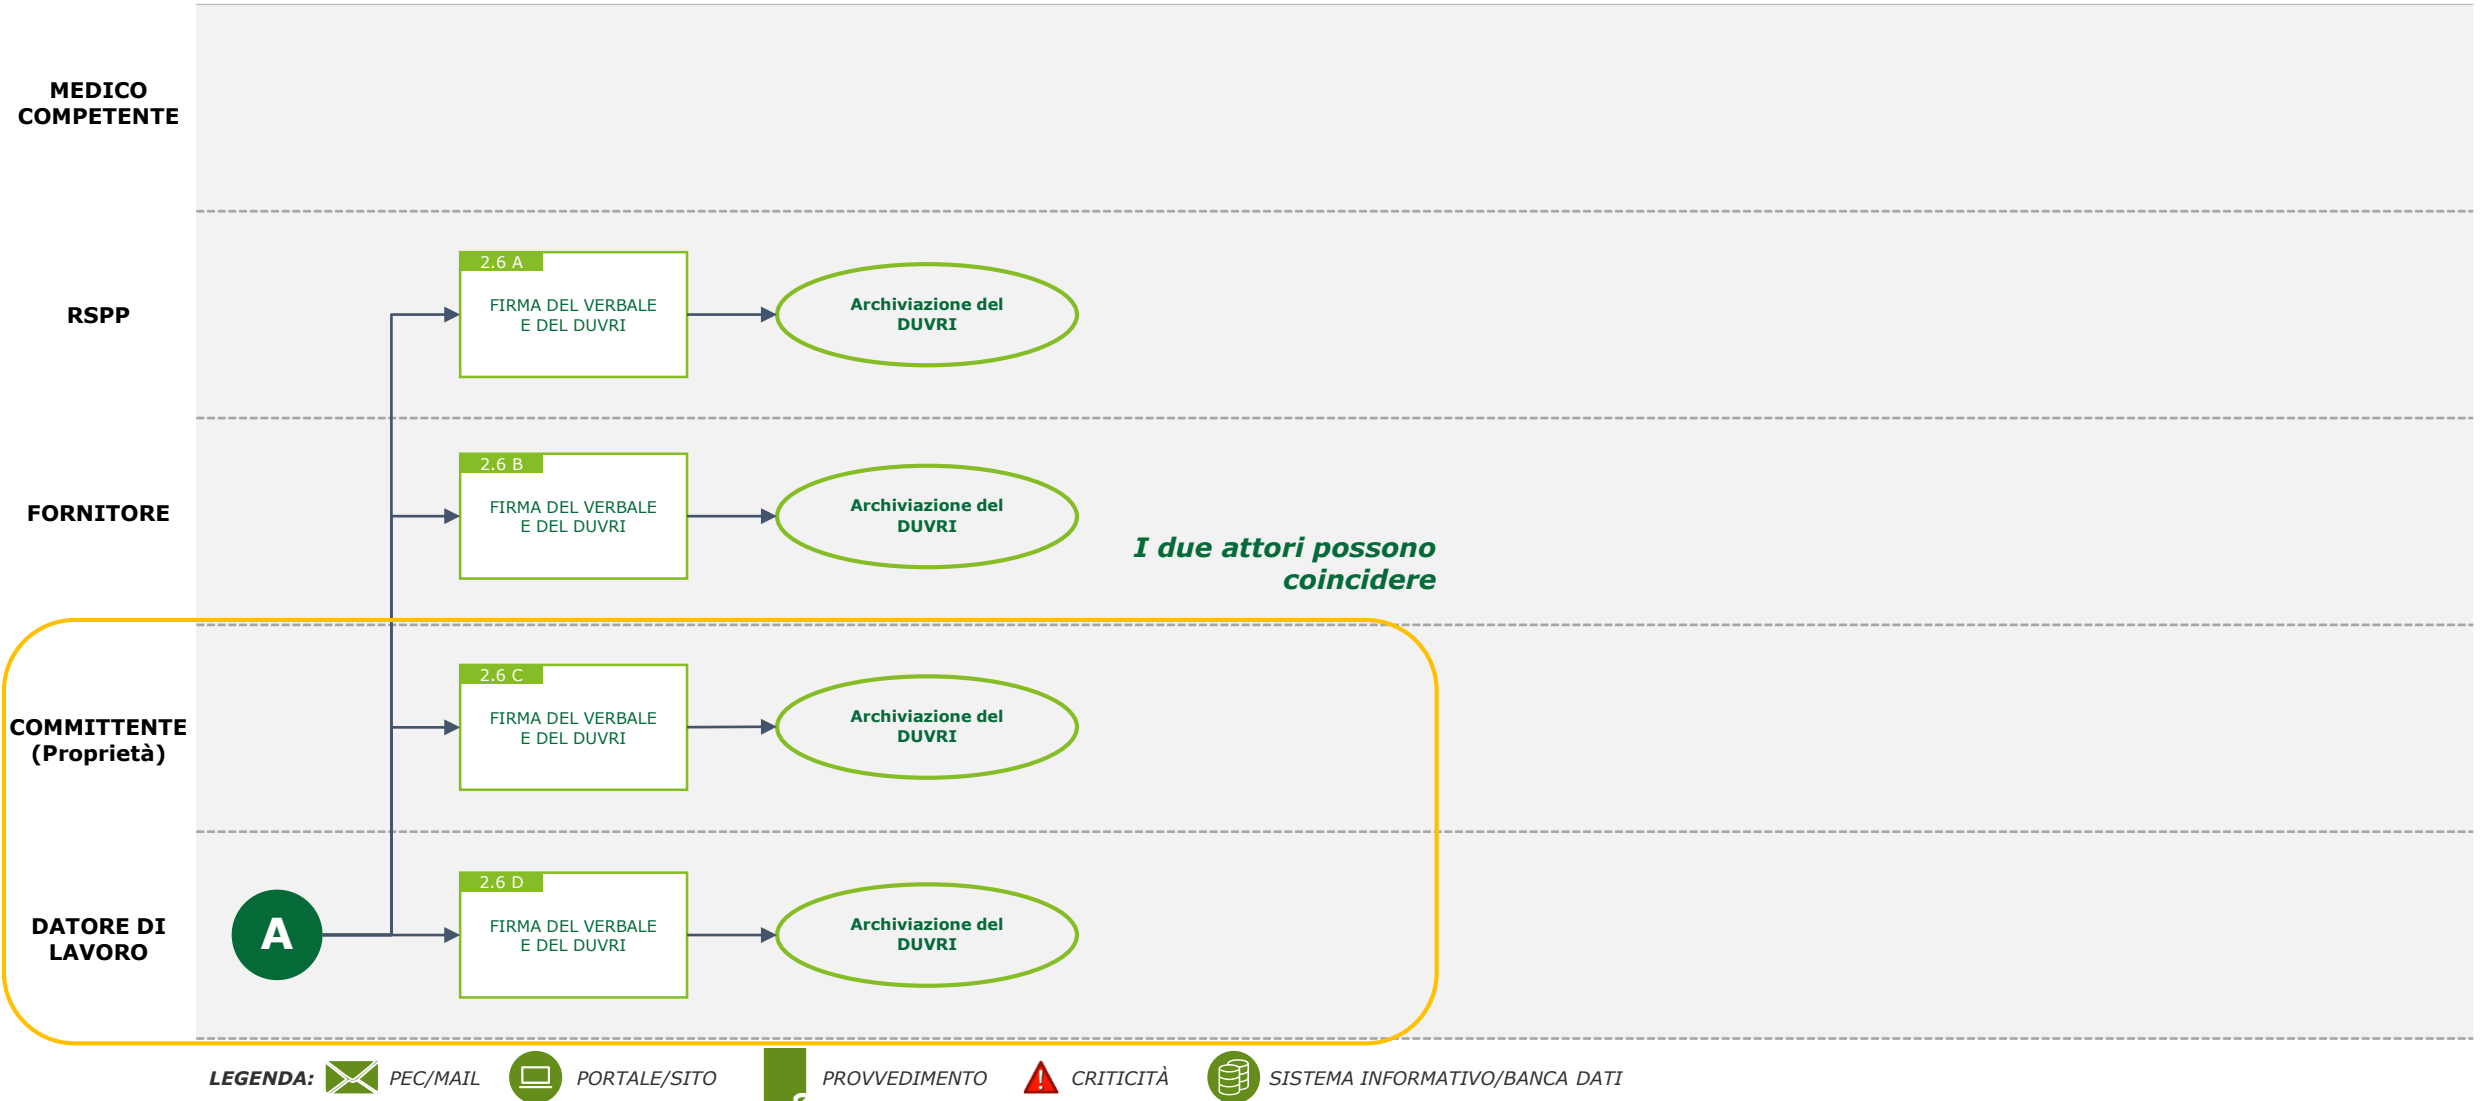 MEDICO
COMPETENTE
RSPP
2.6 A
FIRMA DEL VERBALE
E DEL DUVRI
Archiviazione del
DUVRI
FORNITORE
2.6 B
FIRMA DEL VERBALE
E DEL DUVRI
Archiviazione del
DUVRI
I due attori possono
coincidere
COMMITTENTE
(Proprietà)
2.6 C
FIRMA DEL VERBALE
E DEL DUVRI
Archiviazione del
DUVRI
DATORE DI
LAVORO
A
2.6 D
FIRMA DEL VERBALE
E DEL DUVRI
Archiviazione del
DUVRI
LEGENDA: PEC/MAIL PORTALE/SITO PROVVEDIMENTO CRITICITÀ SISTEMA INFORMATIVO/BANCA DATI